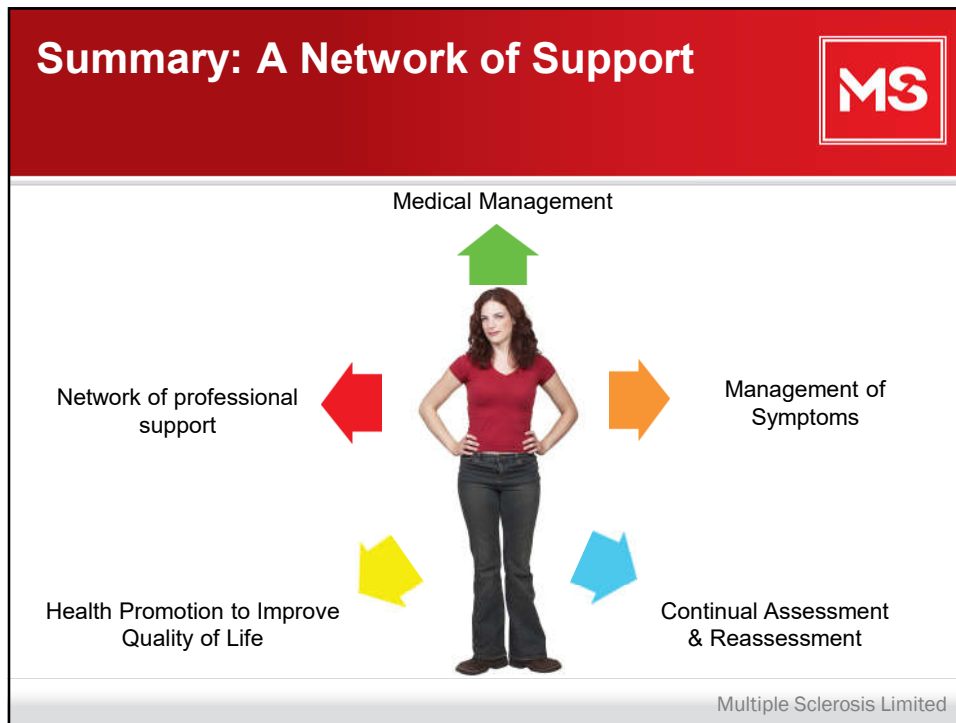 Summary: A Network of Support
MS
Medical Management
Network of professional
support
Management of
Symptoms
Health Promotion to Improve
Quality of Life
Continual Assessment
& Reassessment
Multiple Sclerosis Limited